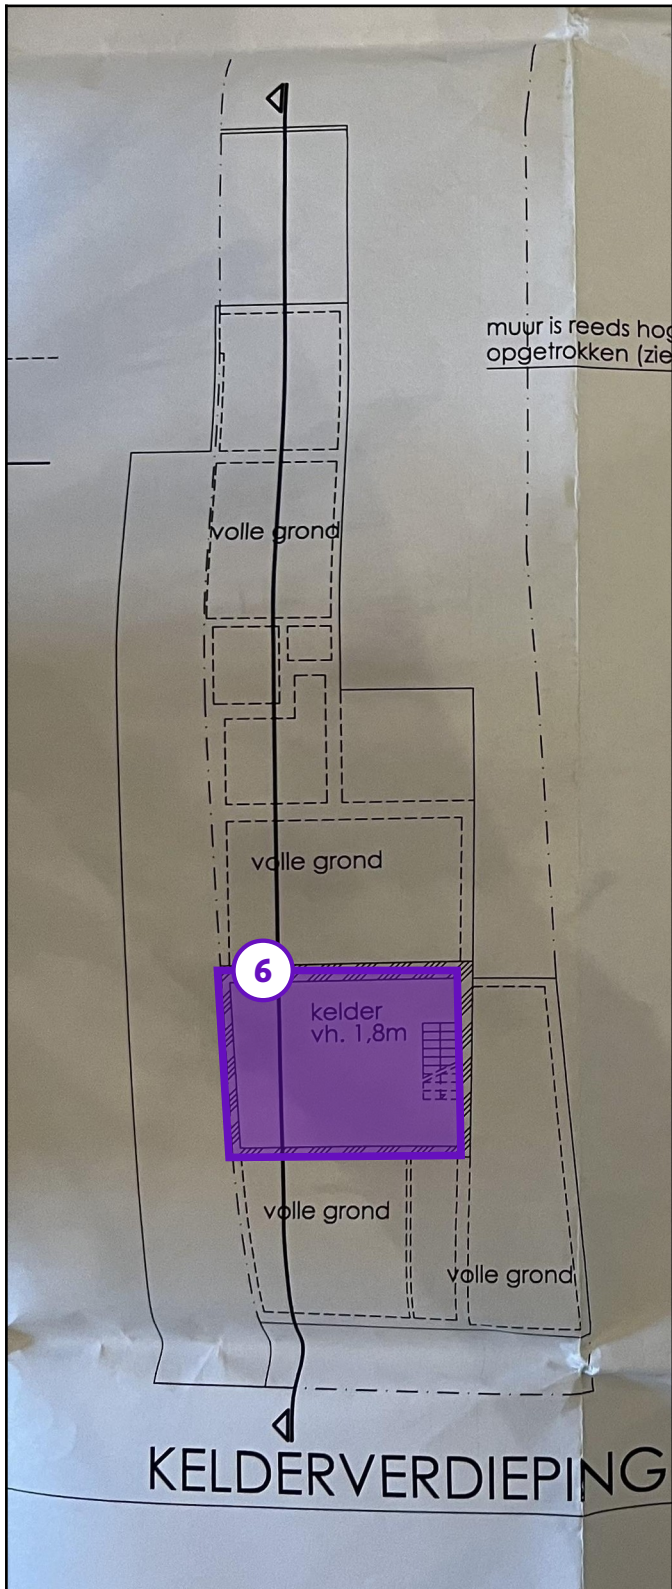 muur is reeds
opgetrokken (zie
volle grond
volle grond
6
kelder
vh. 1,8m
volle grond
volle grond
KELDERVERDIEPING